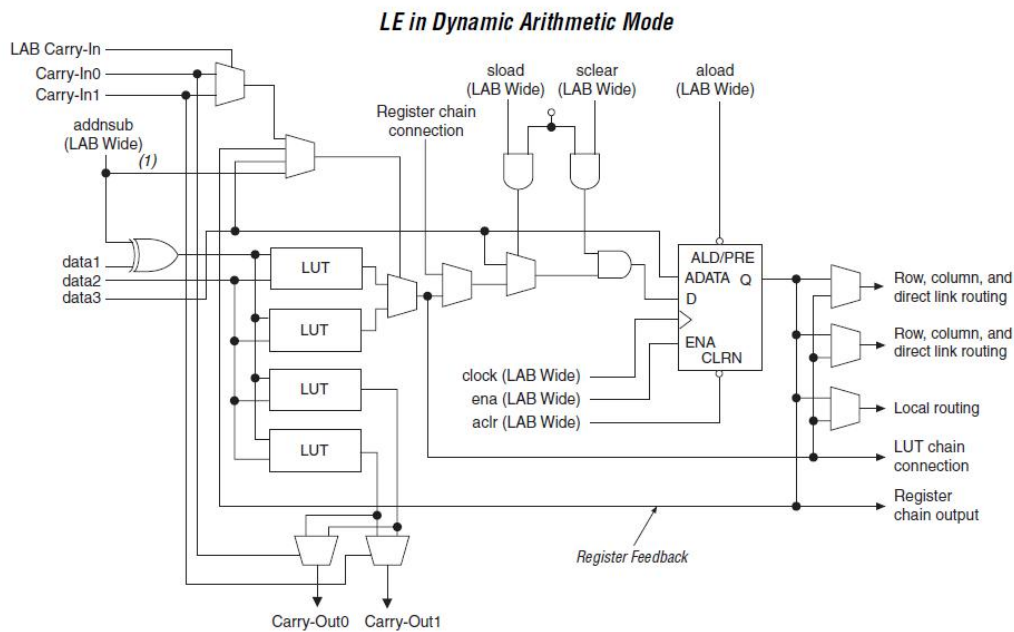 LE in Dynamic Arithmetic Mode
LAB Carry-In
Carry-In0
Carry-In1
addnsub
(LAB Wide)
(1)
data1
data2
data3
Register chain
connection
sload
(LAB Wide)
sclear
(LAB Wide)
aload
(LAB Wide)
LUT
LUT
LUT
LUT
ALD/PRE
ADATA Q
D
ENA
CLRN
clock (LAB Wide)
ena (LAB Wide)
aclr (LAB Wide)
Row, column, and
direct link routing
Row, column, and
direct link routing
Local routing
LUT chain
connection
Register
chain output
Register Feedback
Carry-Out0
Carry-Out1